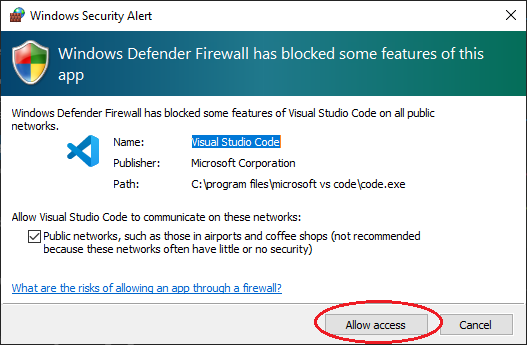 Windows Security Alert
Windows Defender Firewall has blocked some features of this
app
Windows Defender Firewall has blocked some features of Visual Studio Code on all public
networks.
Name: Visual Studio Code
Publisher: Microsoft Corporation
Path: C:\program files\microsoft vs code\code.exe
Allow Visual Studio Code to communicate on these networks:
Public networks, such as those in airports and coffee shops (not recommended
because these networks often have little or no security)
What are the risks of allowing an app through a firewall?
Allow access Cancel